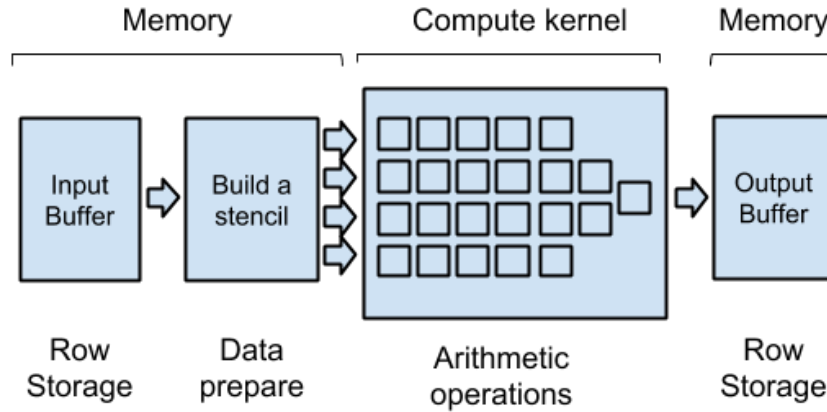 Memory
Compute kernel
Memory
Input
Buffer
Build a
stencil
Output
Buffer
Row
Storage
Data
prepare
Arithmetic
operations
Row
Storage